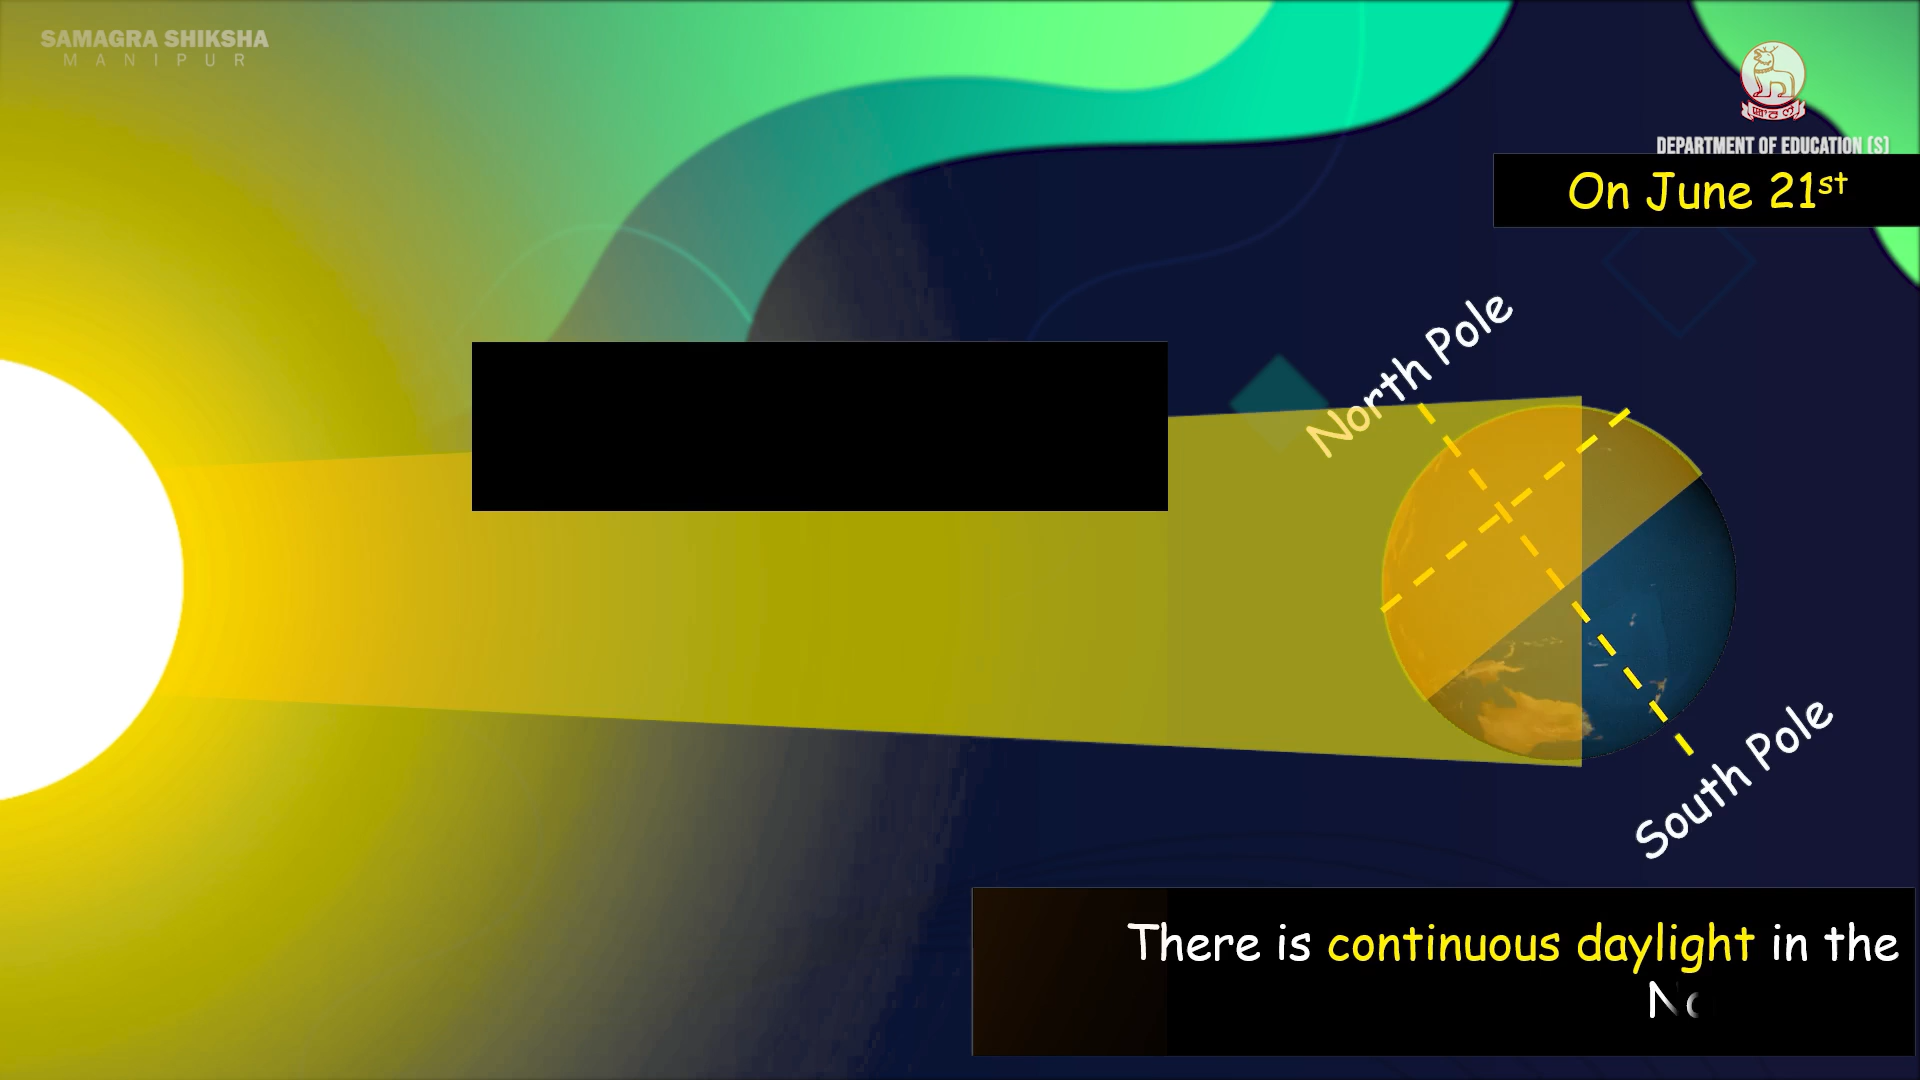 SAMAGRA SHIKSHA
MANIPUR
DEPARTMENT OF EDUCATION (S)
On June 21st
North Pole
South Pole
There is continuous daylight in the